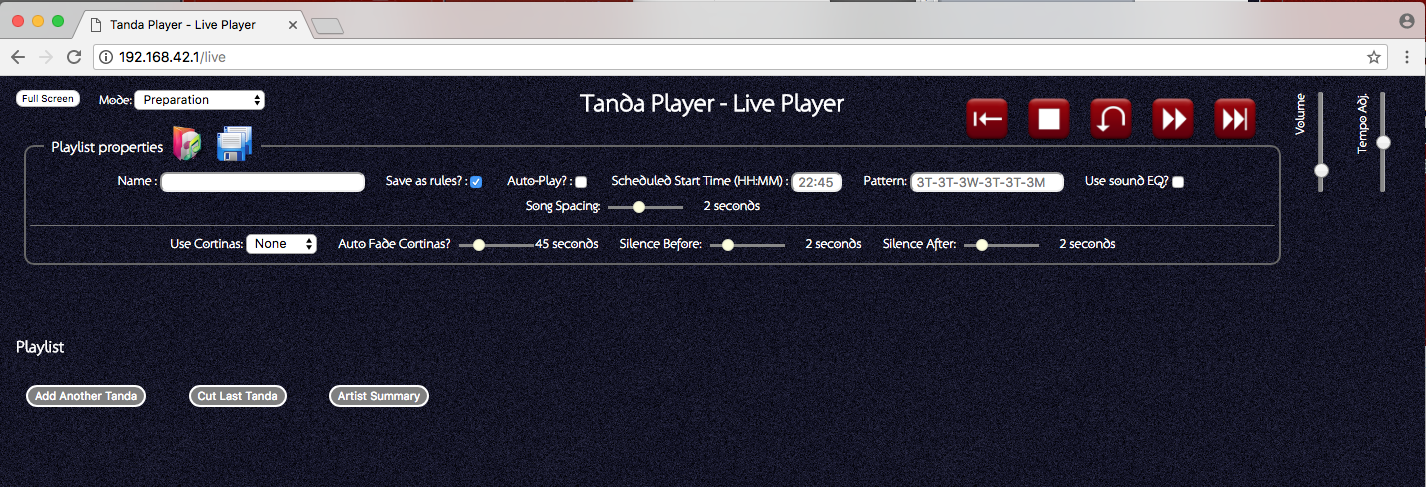 Tanda Player - Live Player
192.168.42.1/live
Full Screen
Mode: Preparation
Tanda Player - Live Player
Volume
Tempo Adj.
Playlist properties
Name : Save as rules? : Auto-Play? : Scheduled Start Time (HH:MM) : 22:45 Pattern: 3T-3T-3W-3T-3T-3M Use sound EQ?
Song Spacing: 2 seconds
Use Cortinas: None Auto Fade Cortinas? 45 seconds Silence Before: 2 seconds Silence After: 2 seconds
Playlist
Add Another Tanda Cut Last Tanda Artist Summary